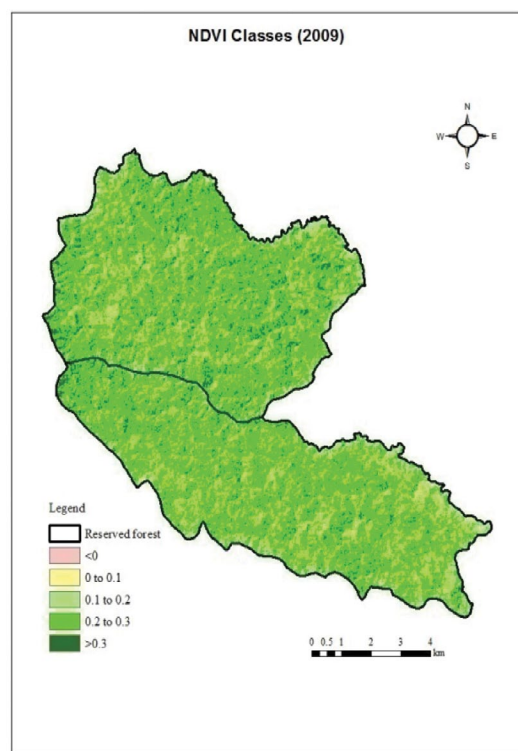 NDVI Classes (2009)
N
W E
S
Legend
Reserved forest
<0
0 to 0.1
0.1 to 0.2
0.2 to 0.3
>0.3
0 0.5 1 2 3 4
km